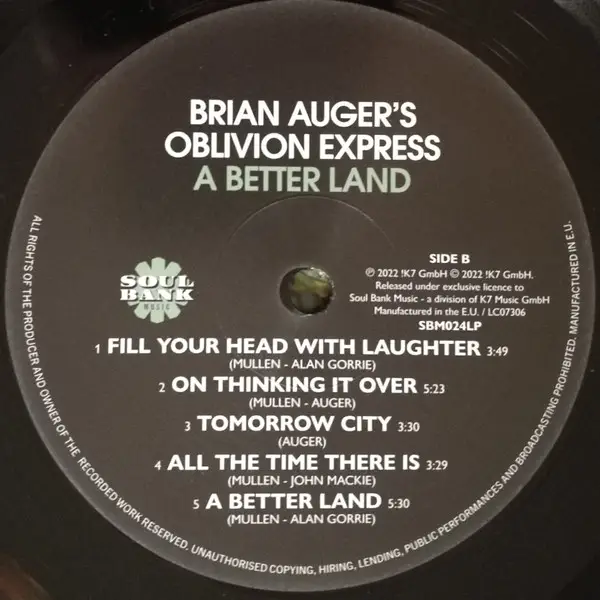 BRIAN AUGER'S
OBLIVION EXPRESS
A BETTER LAND
SOUL
BANK
MUSIC
SIDE B
℗ 2022 !K7 GmbH © 2022 !K7 GmbH.
Released under exclusive licence to
Soul Bank Music - a division of K7 Music GmbH
Manufactured in the E.U. / LC07306
SBM024LP
1 FILL YOUR HEAD WITH LAUGHTER 3:49
(MULLEN - ALAN GORRIE)
2 ON THINKING IT OVER 5:23
(MULLEN - AUGER)
3 TOMORROW CITY 3:30
(AUGER)
4 ALL THE TIME THERE IS 3:29
(MULLEN - JOHN MACKIE)
5 A BETTER LAND 5:30
(MULLEN - ALAN GORRIE)
ALL RIGHTS OF THE PRODUCER AND OWNER OF THE RECORDED WORK RESERVED. UNAUTHORISED COPYING, HIRING, LENDING, PUBLIC PERFORMANCES AND BROADCASTING PROHIBITED. MANUFACTURED IN E.U.